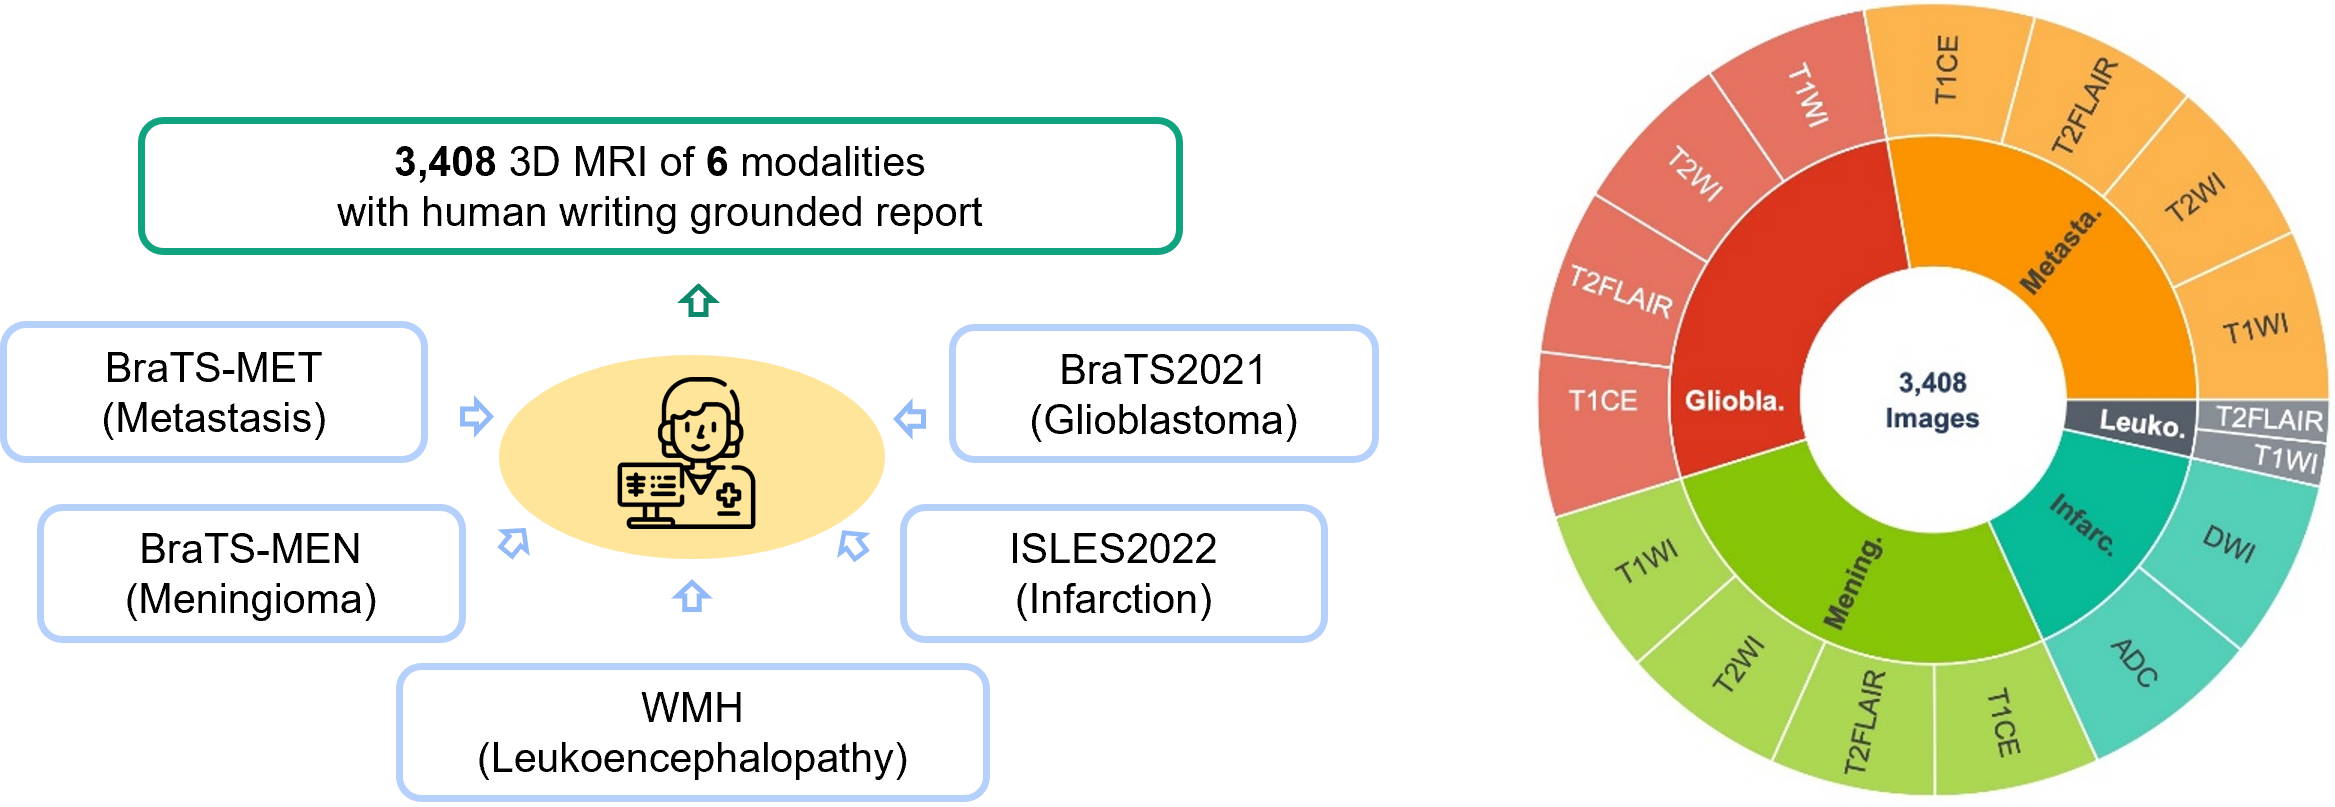 3,408 3D MRI of 6 modalities
with human writing grounded report
BraTS-MET
(Metastasis)
BraTS2021
(Glioblastoma)
BraTS-MEN
(Meningioma)
ISLES2022
(Infarction)
WMH
(Leukoencephalopathy)
3,408
Images
Metasta.
T1CE
T2FLAIR
T2WI
T1WI
Leuko.
T2FLAIR
T1WI
Infarc.
DWI
ADC
Mening.
T1CE
T2FLAIR
T2WI
T1WI
Gliobla.
T1CE
T2FLAIR
T2WI
T1WI